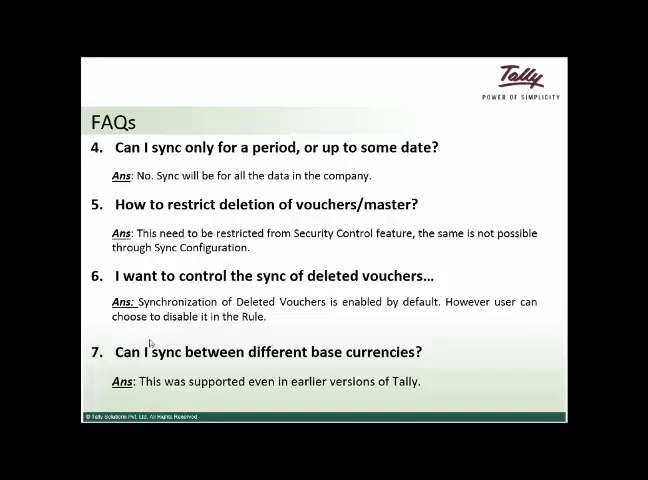 Tally
POWER OF SIMPLICITY
FAQs
4. Can I sync only for a period, or up to some date?
Ans: No. Sync will be for all the data in the company.
5. How to restrict deletion of vouchers/master?
Ans: This need to be restricted from Security Control feature, the same is not possible
through Sync Configuration.
6. I want to control the sync of deleted vouchers...
Ans: Synchronization of Deleted Vouchers is enabled by default. However user can
choose to disable it in the Rule.
7. Can I sync between different base currencies?
Ans: This was supported even in earlier versions of Tally.
© Tally Solutions Pvt. Ltd. All Rights Reserved